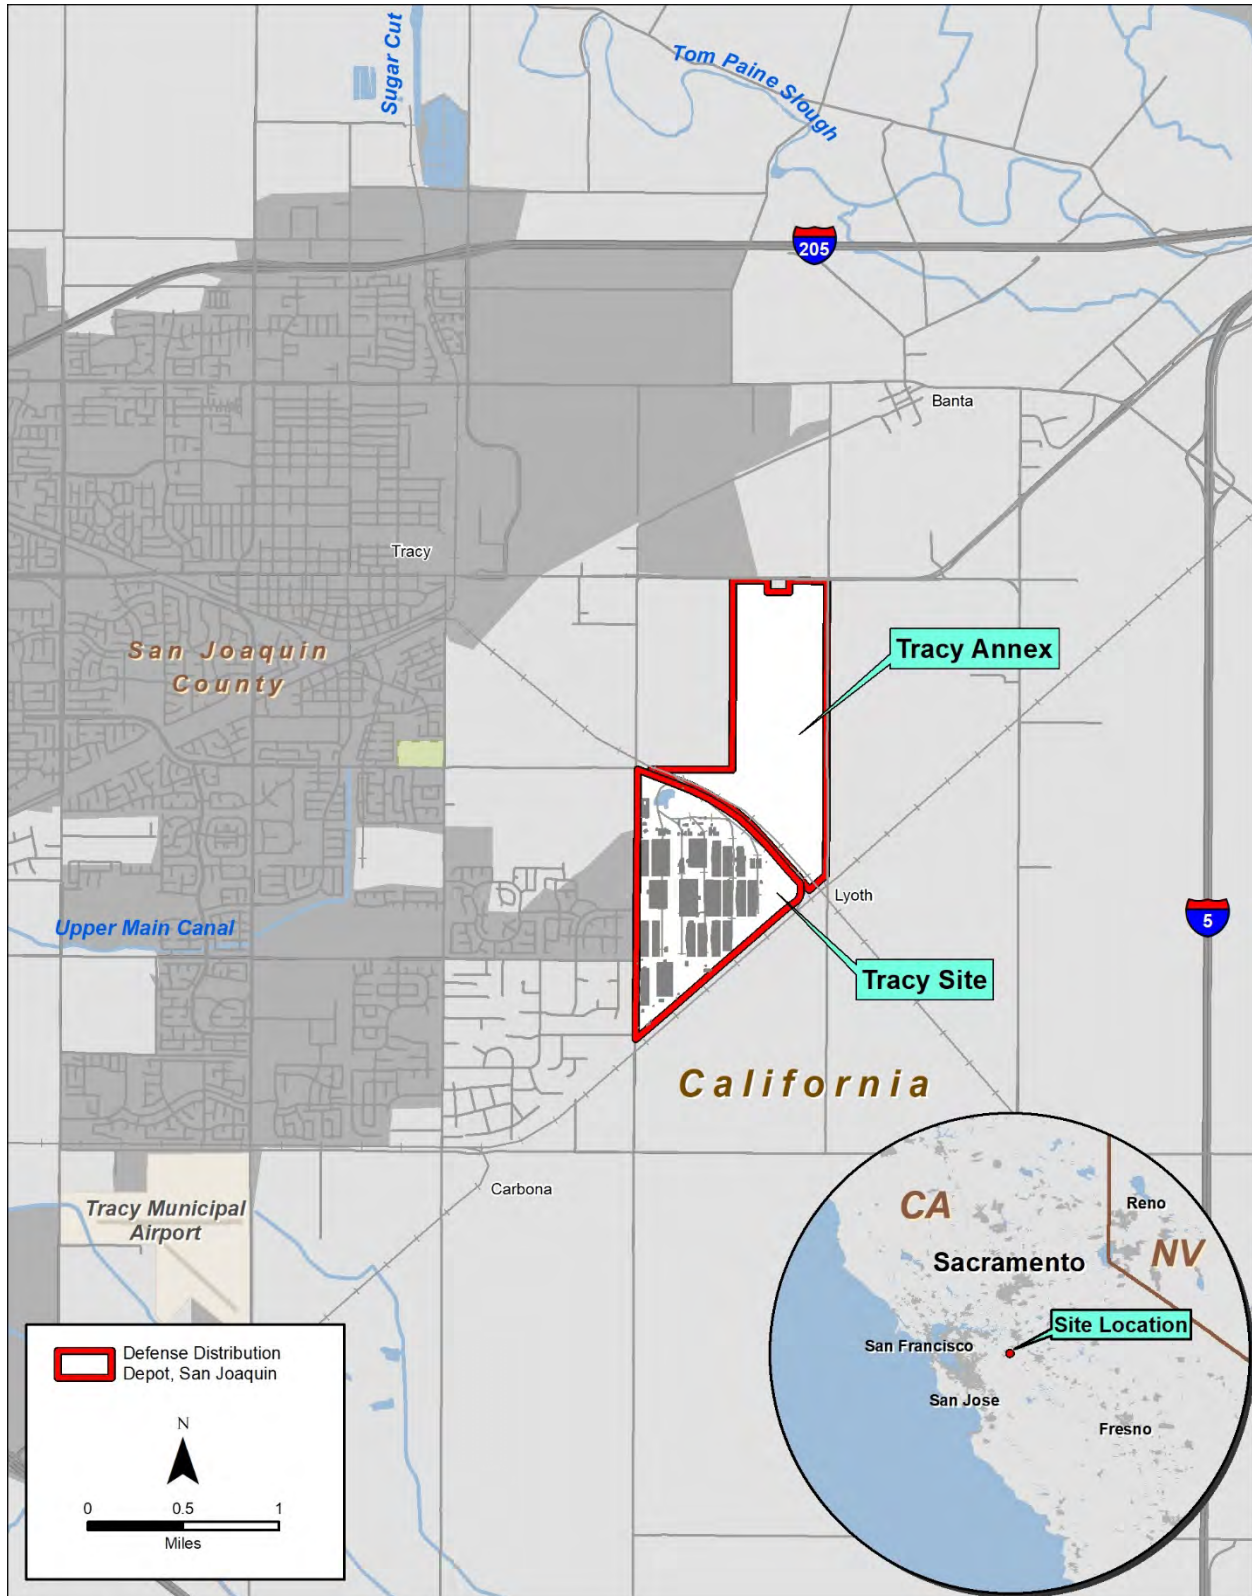 Sugar Cut
Tom Paine Slough
205
Banta
Tracy
San Joaquin
County
Tracy Annex
Lyoth
5
Upper Main Canal
Tracy Site
California
Carbona
Tracy Municipal
Airport
CA
Reno
NV
Sacramento
Site Location
San Francisco
San Jose
Fresno
Defense Distribution
Depot, San Joaquin
N
0 0.5 1
Miles